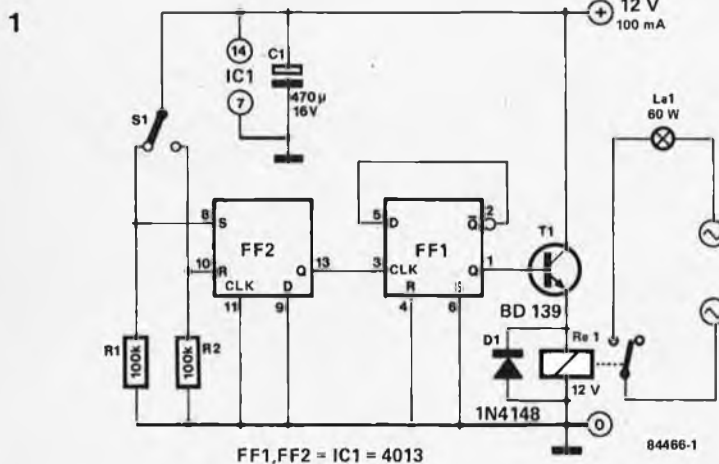 1
12 V
100 mA
+
14
IC1
7
C1
470µ
16V
S1
La1
60 W
8
S
10
R
FF2
Q
13
CLK
D
11
9
5
D
Q
2
FF1
3
CLK
Q
1
R
S
4
6
T1
BD 139
R1
100k
R2
100k
D1
1N4148
Re 1
12 V
0
FF1,FF2 = IC1 = 4013
84466-1